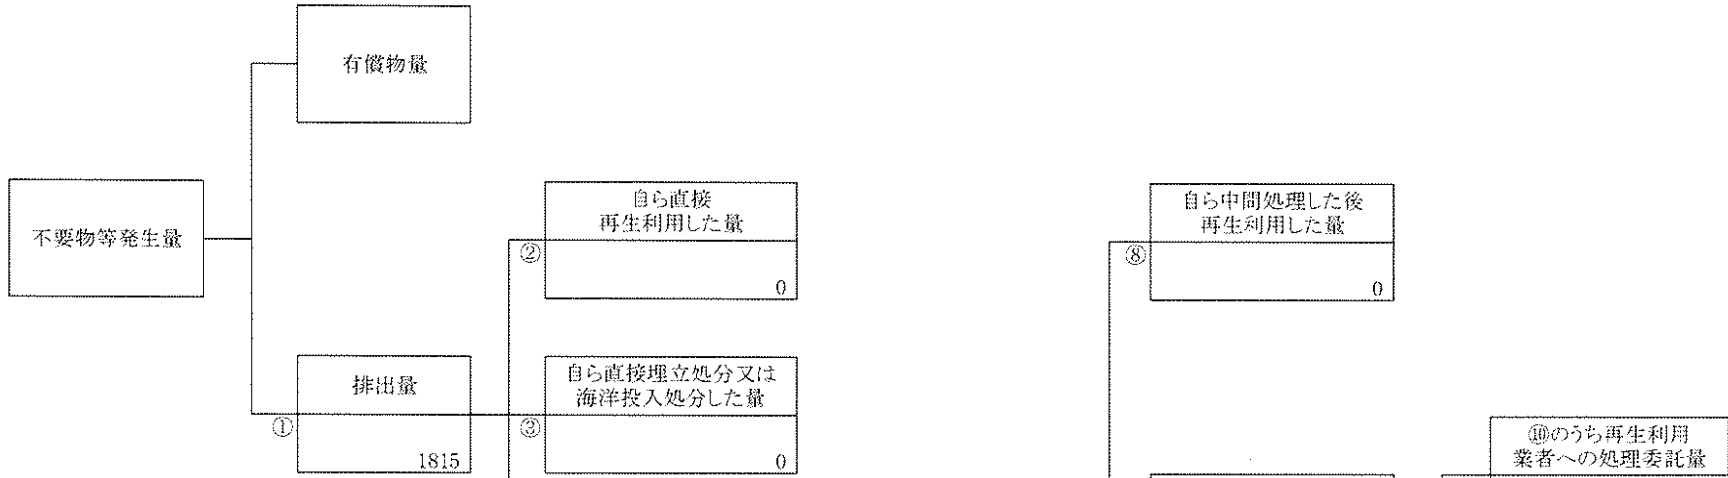 有償物量
不要物等発生量
自ら直接
再生利用した量
②
0
自ら中間処理した後
再生利用した量
⑧
0
排出量
①
1815
自ら直接埋立処分又は
海洋投入処分した量
③
0
⑩のうち再生利用
業者への処理委託量